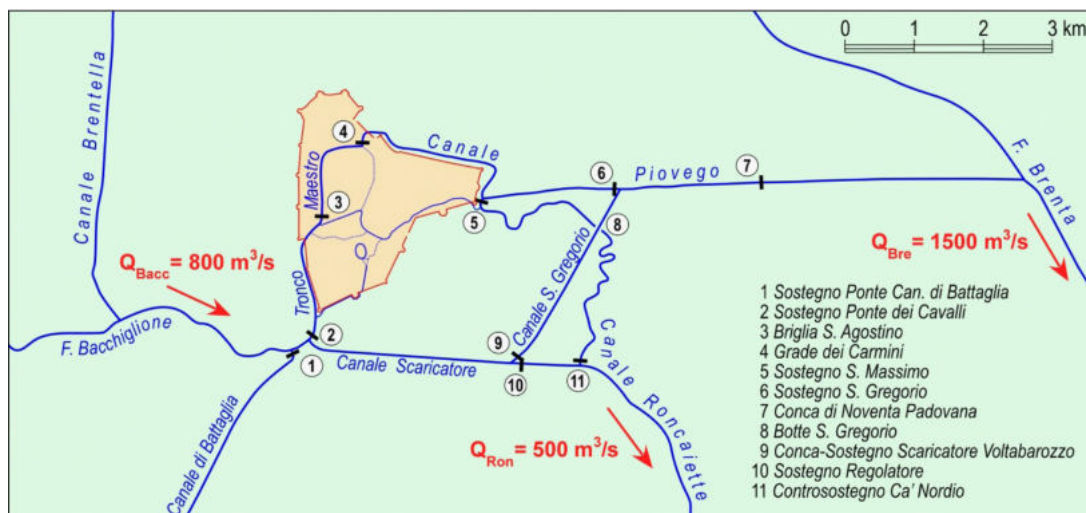 0 1 2 3 km
Canale Brentella
F. Brenta
4
Canale
Maestro
3
6
Piovego
7
5
8
Q_Bacc = 800 m³/s
Q_Bre = 1500 m³/s
Tronco
Canale S. Gregorio
F. Bacchiglione
2
1
Canale Scaricatore
9
10
11
Canale Roncaiette
Canale di Battaglia
Q_Ron = 500 m³/s
1 Sostegno Ponte Can. di Battaglia
2 Sostegno Ponte dei Cavalli
3 Briglia S. Agostino
4 Grade dei Carmini
5 Sostegno S. Massimo
6 Sostegno S. Gregorio
7 Conca di Noventa Padovana
8 Botte S. Gregorio
9 Conca-Sostegno Scaricatore Voltabarozzo
10 Sostegno Regolatore
11 Controsostegno Ca' Nordio